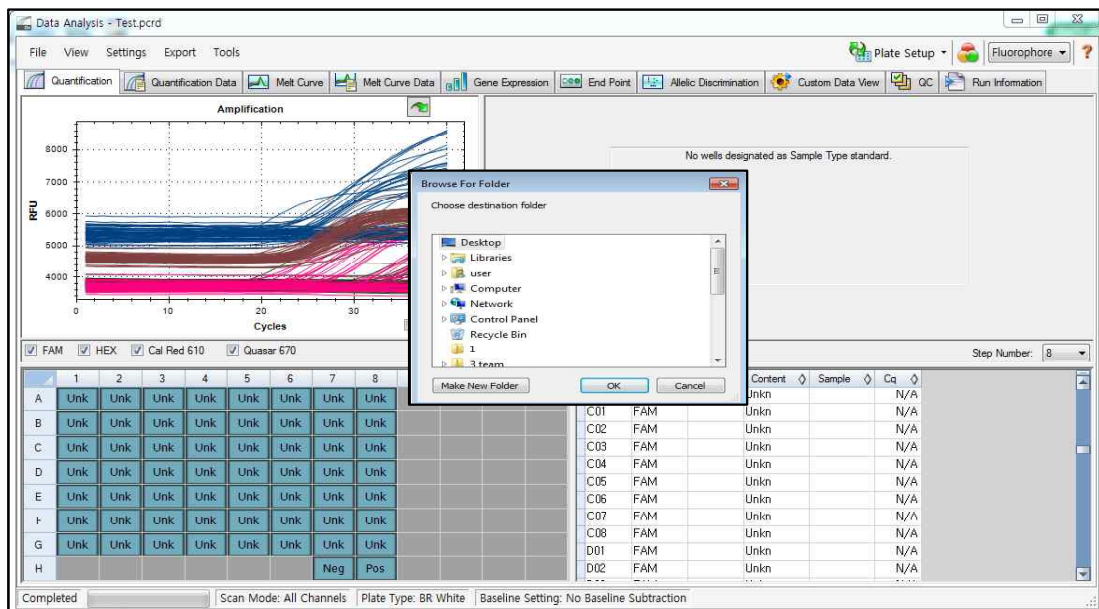 Data Analysis - Test.pcrd
File View Settings Export Tools
Plate Setup
Fluorophore
?
Quantification Quantification Data Melt Curve Melt Curve Data Gene Expression End Point Allelic Discrimination Custom Data View QC Run Information
Amplification
RFU
8000
7000
6000
5000
4000
0 10 20 30
Cycles
No wells designated as Sample Type standard.
Browse For Folder
Choose destination folder
Desktop
Libraries
user
Computer
Network
Control Panel
Recycle Bin
1
3 team
Make New Folder OK Cancel
FAM HEX Cal Red 610 Quasar 670
Step Number: 8
1 2 3 4 5 6 7 8
A Unk Unk Unk Unk Unk Unk Unk Unk
B Unk Unk Unk Unk Unk Unk Unk Unk
C Unk Unk Unk Unk Unk Unk Unk Unk
D Unk Unk Unk Unk Unk Unk Unk Unk
E Unk Unk Unk Unk Unk Unk Unk Unk
F Unk Unk Unk Unk Unk Unk Unk Unk
G Unk Unk Unk Unk Unk Unk Unk Unk
H Neg Pos
Content Sample Cq
Unkn N/A
C01 FAM Unkn N/A
C02 FAM Unkn N/A
C03 FAM Unkn N/A
C04 FAM Unkn N/A
C05 FAM Unkn N/A
C06 FAM Unkn N/A
C07 FAM Unkn N/A
C08 FAM Unkn N/A
D01 FAM Unkn N/A
D02 FAM Unkn N/A
Completed Scan Mode: All Channels Plate Type: BR White Baseline Setting: No Baseline Subtraction